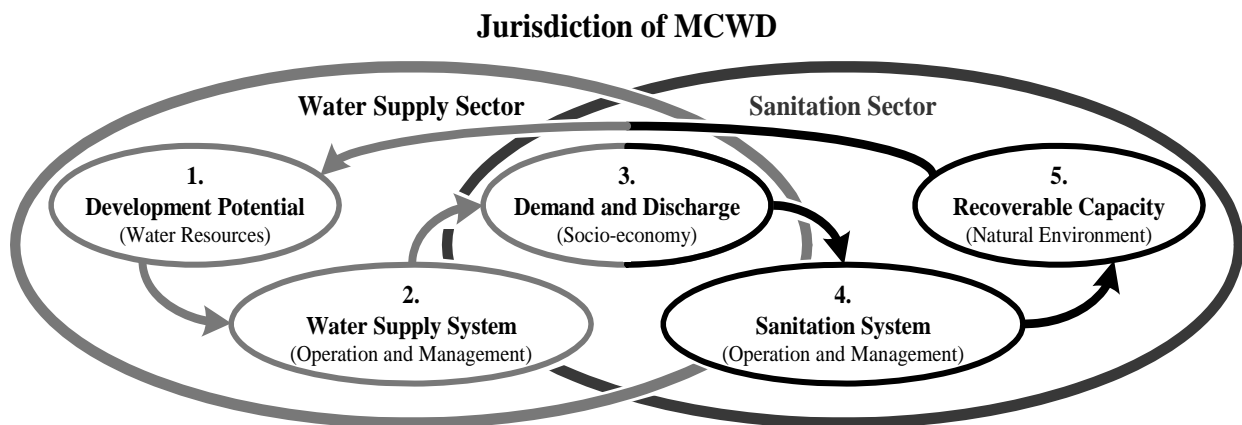 Jurisdiction of MCWD
Water Supply Sector
Sanitation Sector
1.
Development Potential
(Water Resources)
2.
Water Supply System
(Operation and Management)
3.
Demand and Discharge
(Socio-economy)
4.
Sanitation System
(Operation and Management)
5.
Recoverable Capacity
(Natural Environment)